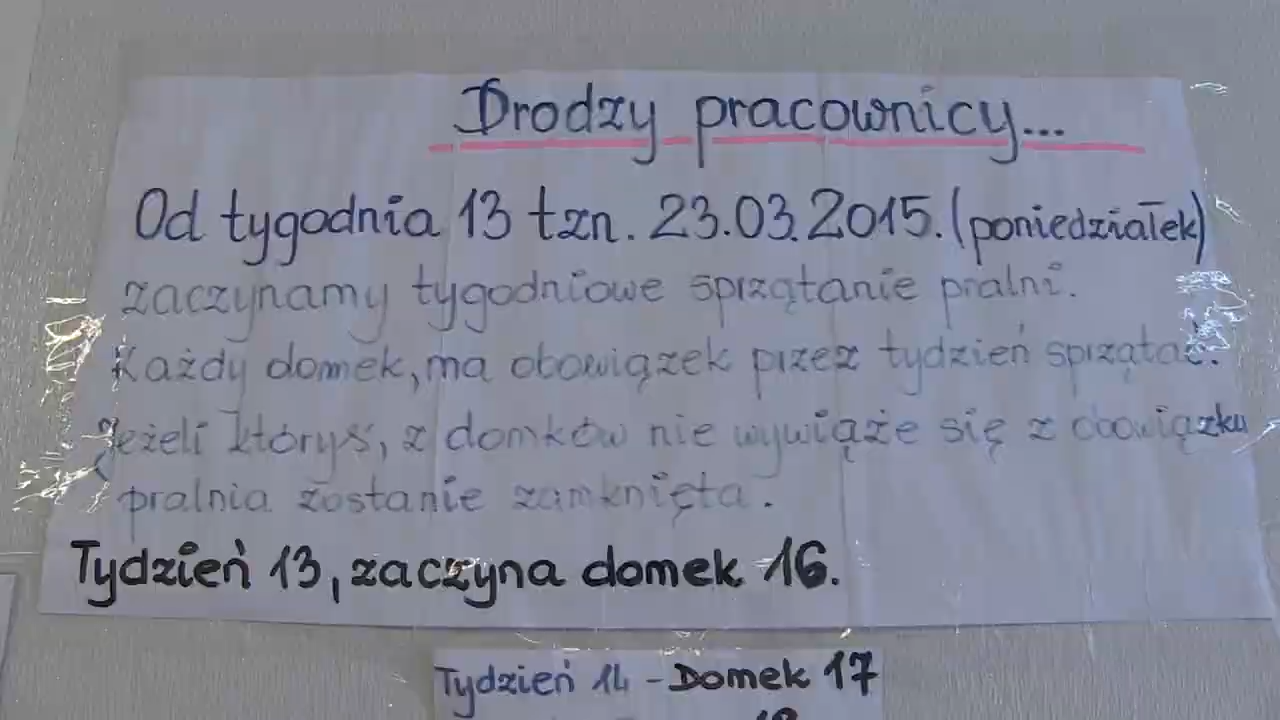 Drodzy pracownicy...
Od tygodnia 13 tzn. 23.03.2015. (poniedziałek)
zaczynamy tygodniowe sprzątanie pralni.
Każdy domek, ma obowiązek przez tydzień sprzątać.
Jeżeli któryś, z domków nie wywiąże się z obowiązku
pralnia zostanie zamknięta.
Tydzień 13, zaczyna domek 16.
Tydzień 14 - Domek 17
18